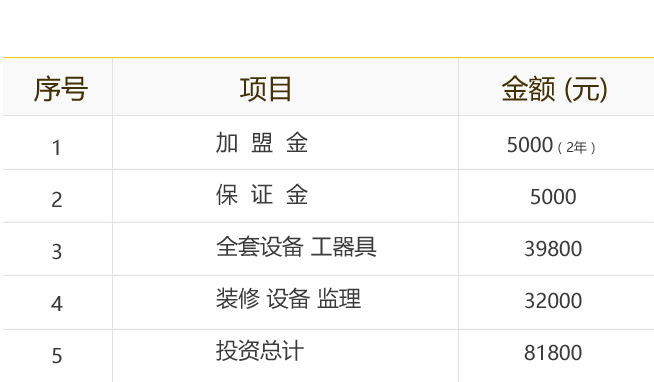 序号 项目 金额 (元)
1 加 盟 金 5000 (2年)
2 保 证 金 5000
3 全套设备 工器具 39800
4 装修 设备 监理 32000
5 投资总计 81800